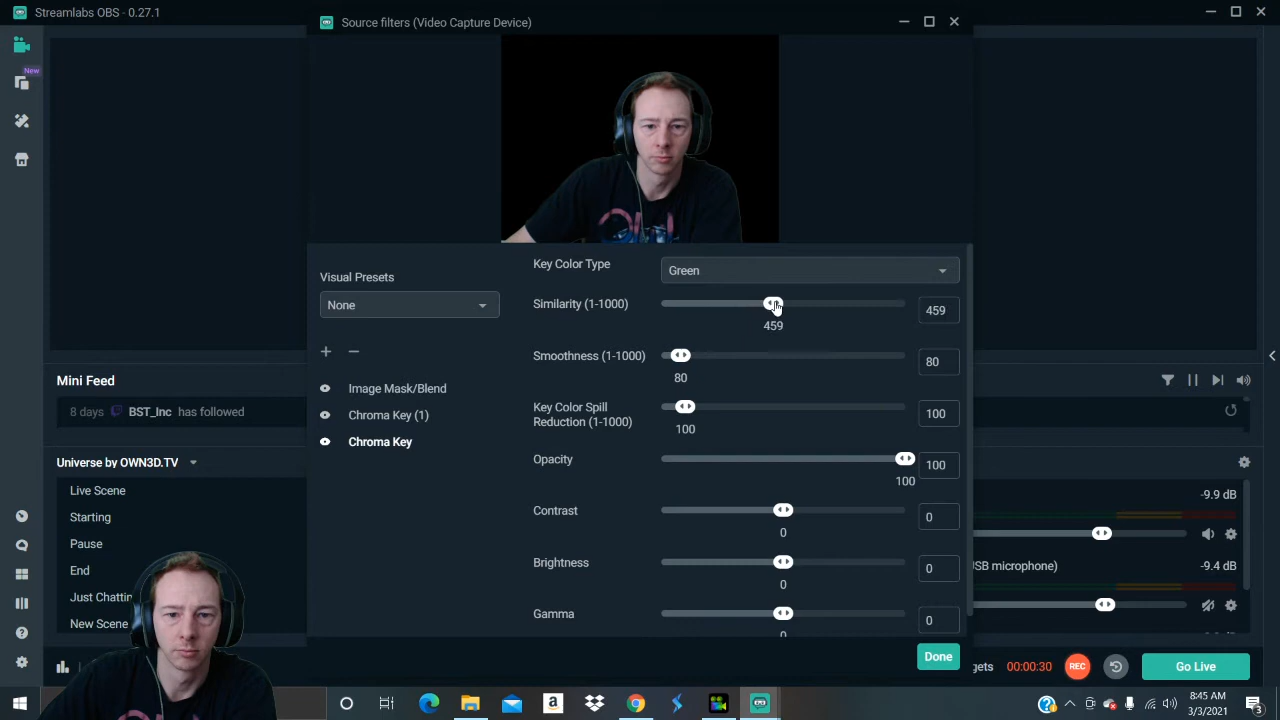 Streamlabs OBS - 0.27.1
Source filters (Video Capture Device)
New
Key Color Type
Green
Visual Presets
None
Similarity (1-1000)
459
459
Smoothness (1-1000)
80
80
Image Mask/Blend
Chroma Key (1)
Chroma Key
Key Color Spill
Reduction (1-1000)
100
100
Opacity
100
100
Contrast
0
0
Brightness
0
0
Gamma
0
0
Done
Mini Feed
8 days BST_Inc has followed
Universe by OWN3D.TV
Live Scene
Starting
Pause
End
Just Chattin
New Scene
-9.9 dB
SB microphone)
-9.4 dB
gets
00:00:30
REC
Go Live
8:45 AM
3/3/2021
3